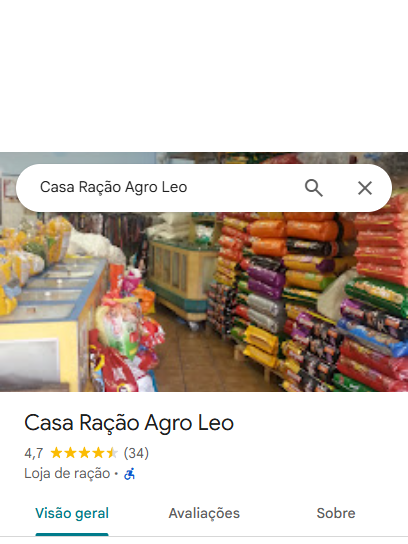 Casa Ração Agro Leo
Casa Ração Agro Leo
4,7 (34)
Loja de ração ·
Visão geral Avaliações Sobre